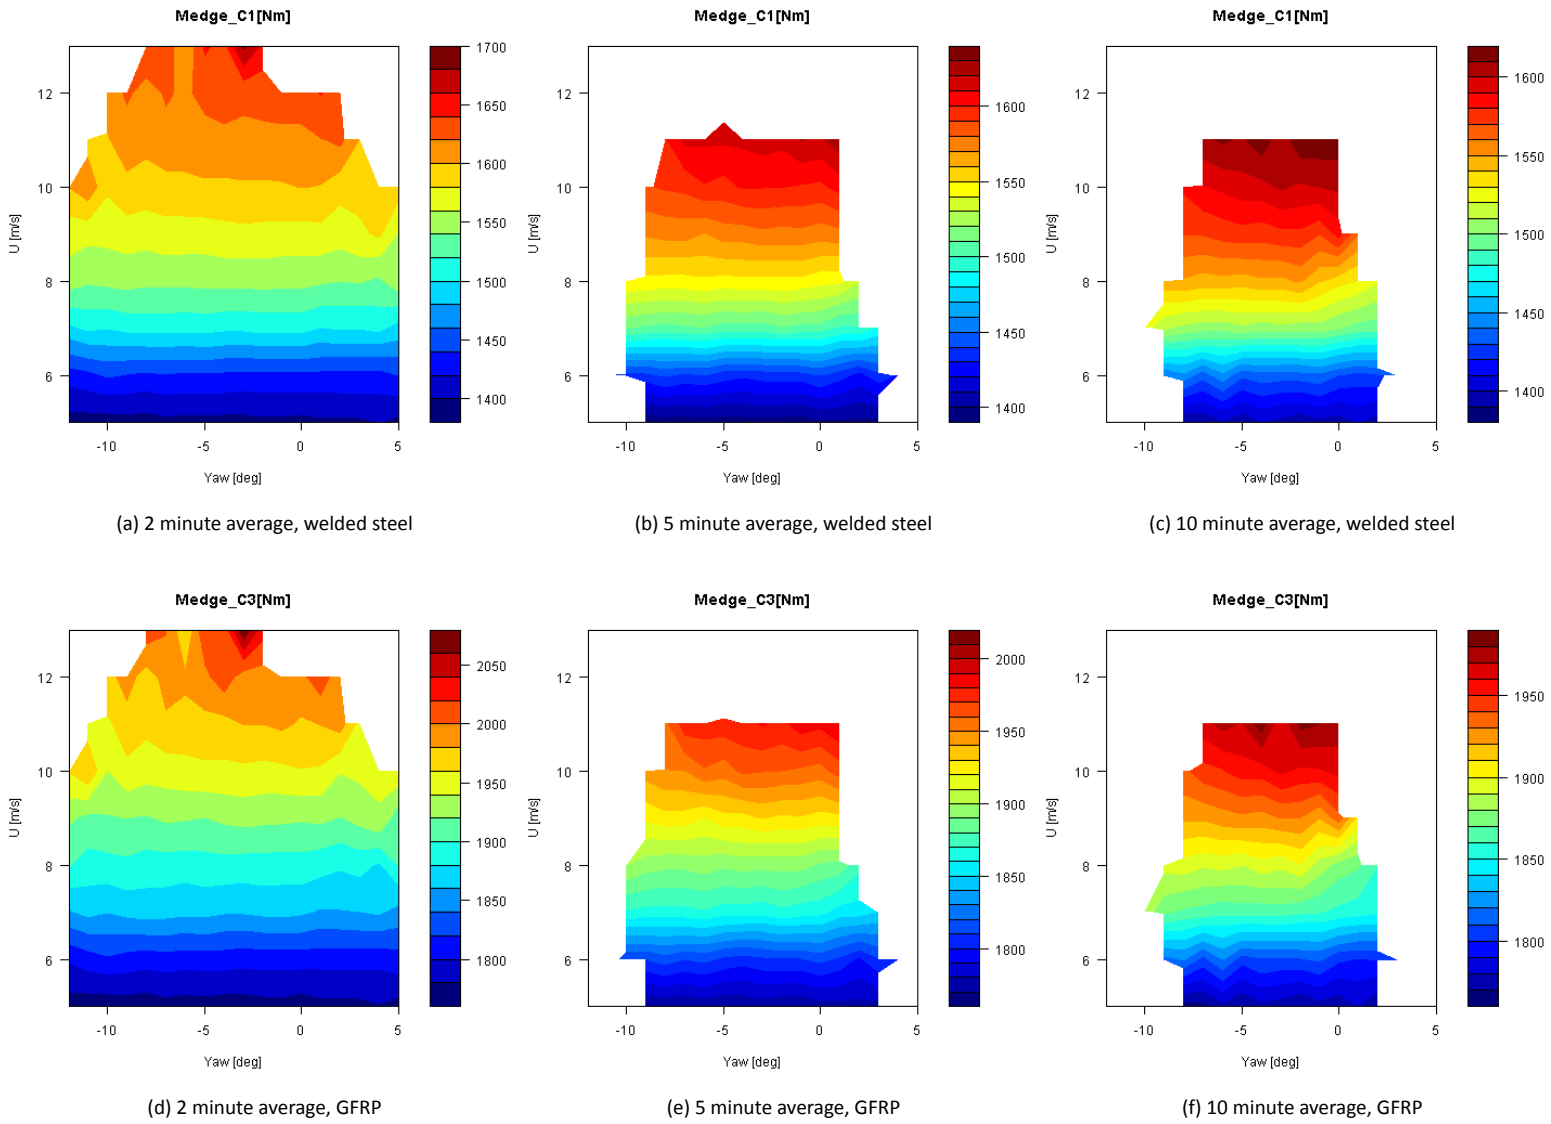 Medge_C1[Nm] Medge_C1[Nm] Medge_C1[Nm]
U [m/s]
12
10
8
6
-10 -5 0 5
Yaw [deg]
1700
1650
1600
1550
1500
1450
1400
(a) 2 minute average, welded steel
U [m/s]
12
10
8
6
-10 -5 0 5
Yaw [deg]
1600
1550
1500
1450
1400
(b) 5 minute average, welded steel
U [m/s]
12
10
8
6
-10 -5 0 5
Yaw [deg]
1600
1550
1500
1450
1400
(c) 10 minute average, welded steel
Medge_C3[Nm] Medge_C3[Nm] Medge_C3[Nm]
U [m/s]
12
10
8
6
-10 -5 0 5
Yaw [deg]
2050
2000
1950
1900
1850
1800
(d) 2 minute average, GFRP
U [m/s]
12
10
8
6
-10 -5 0 5
Yaw [deg]
2000
1950
1900
1850
1800
(e) 5 minute average, GFRP
U [m/s]
12
10
8
6
-10 -5 0 5
Yaw [deg]
1950
1900
1850
1800
(f) 10 minute average, GFRP